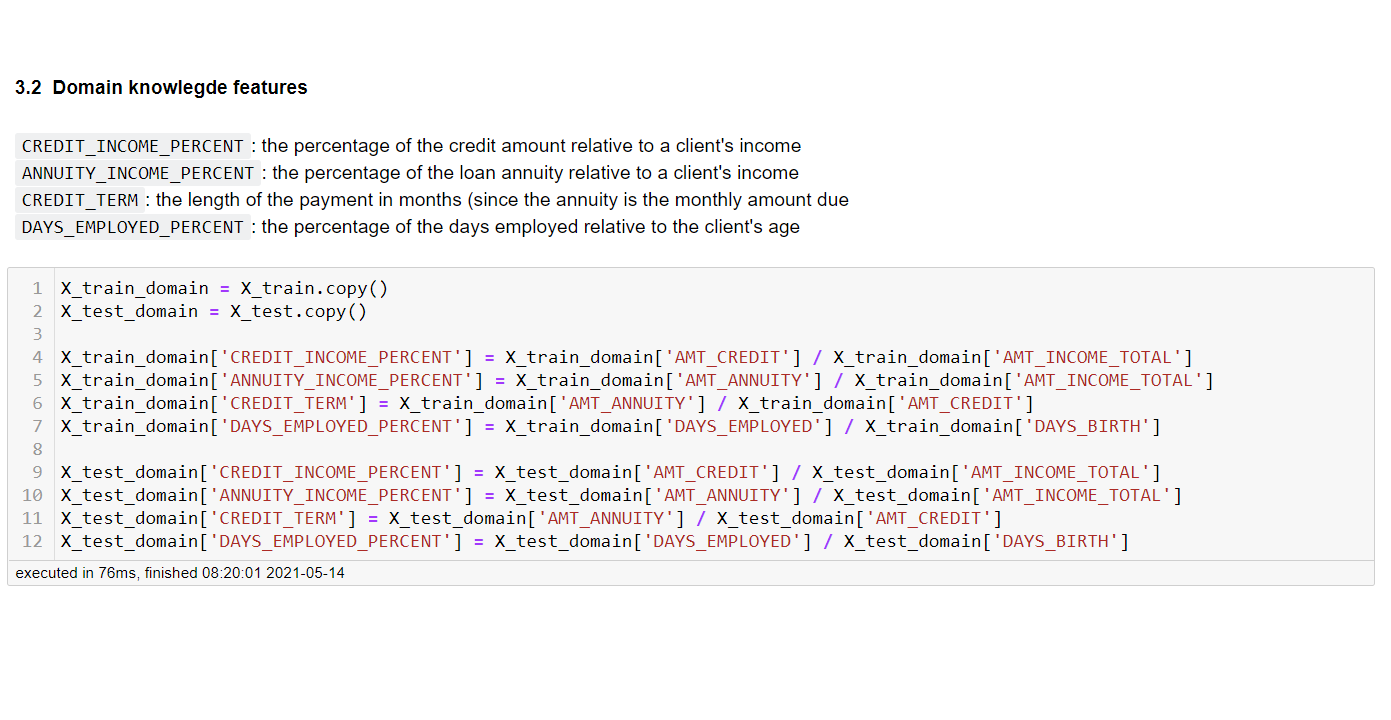 3.2 Domain knowlegde features
CREDIT_INCOME_PERCENT : the percentage of the credit amount relative to a client's income
ANNUITY_INCOME_PERCENT : the percentage of the loan annuity relative to a client's income
CREDIT_TERM : the length of the payment in months (since the annuity is the monthly amount due
DAYS_EMPLOYED_PERCENT : the percentage of the days employed relative to the client's age
1 X_train_domain = X_train.copy()
2 X_test_domain = X_test.copy()
3
4 X_train_domain['CREDIT_INCOME_PERCENT'] = X_train_domain['AMT_CREDIT'] / X_train_domain['AMT_INCOME_TOTAL']
5 X_train_domain['ANNUITY_INCOME_PERCENT'] = X_train_domain['AMT_ANNUITY'] / X_train_domain['AMT_INCOME_TOTAL']
6 X_train_domain['CREDIT_TERM'] = X_train_domain['AMT_ANNUITY'] / X_train_domain['AMT_CREDIT']
7 X_train_domain['DAYS_EMPLOYED_PERCENT'] = X_train_domain['DAYS_EMPLOYED'] / X_train_domain['DAYS_BIRTH']
8
9 X_test_domain['CREDIT_INCOME_PERCENT'] = X_test_domain['AMT_CREDIT'] / X_test_domain['AMT_INCOME_TOTAL']
10 X_test_domain['ANNUITY_INCOME_PERCENT'] = X_test_domain['AMT_ANNUITY'] / X_test_domain['AMT_INCOME_TOTAL']
11 X_test_domain['CREDIT_TERM'] = X_test_domain['AMT_ANNUITY'] / X_test_domain['AMT_CREDIT']
12 X_test_domain['DAYS_EMPLOYED_PERCENT'] = X_test_domain['DAYS_EMPLOYED'] / X_test_domain['DAYS_BIRTH']
executed in 76ms, finished 08:20:01 2021-05-14